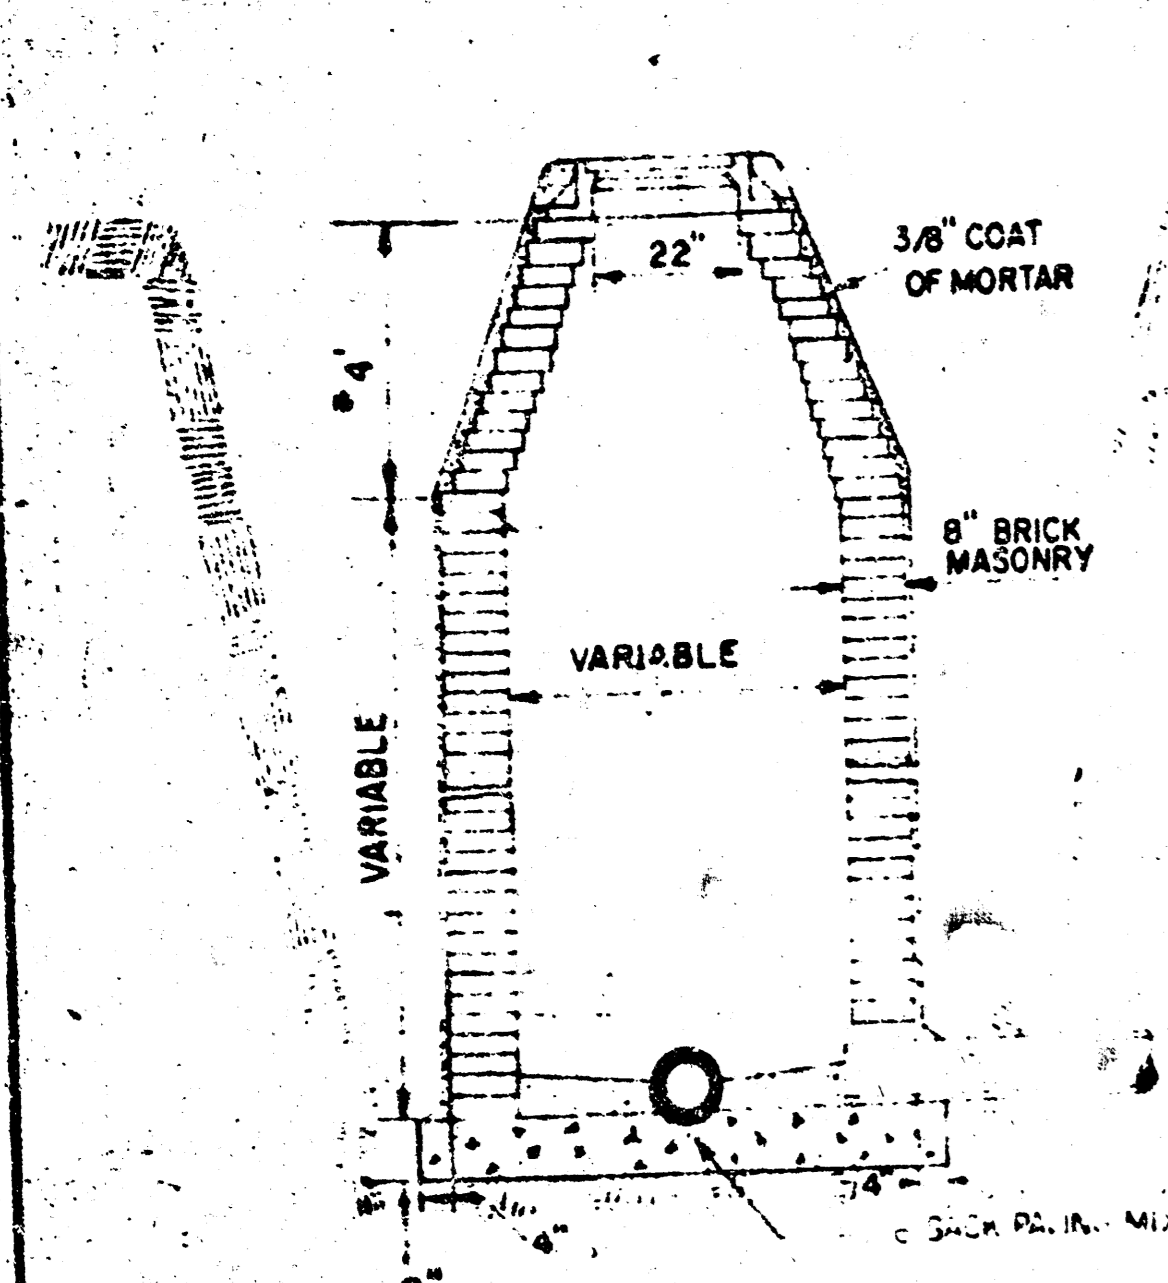 22"
3/8" COAT
OF MORTAR
4'
8" BRICK
MASONRY
VARIABLE
VARIABLE
4"
4"